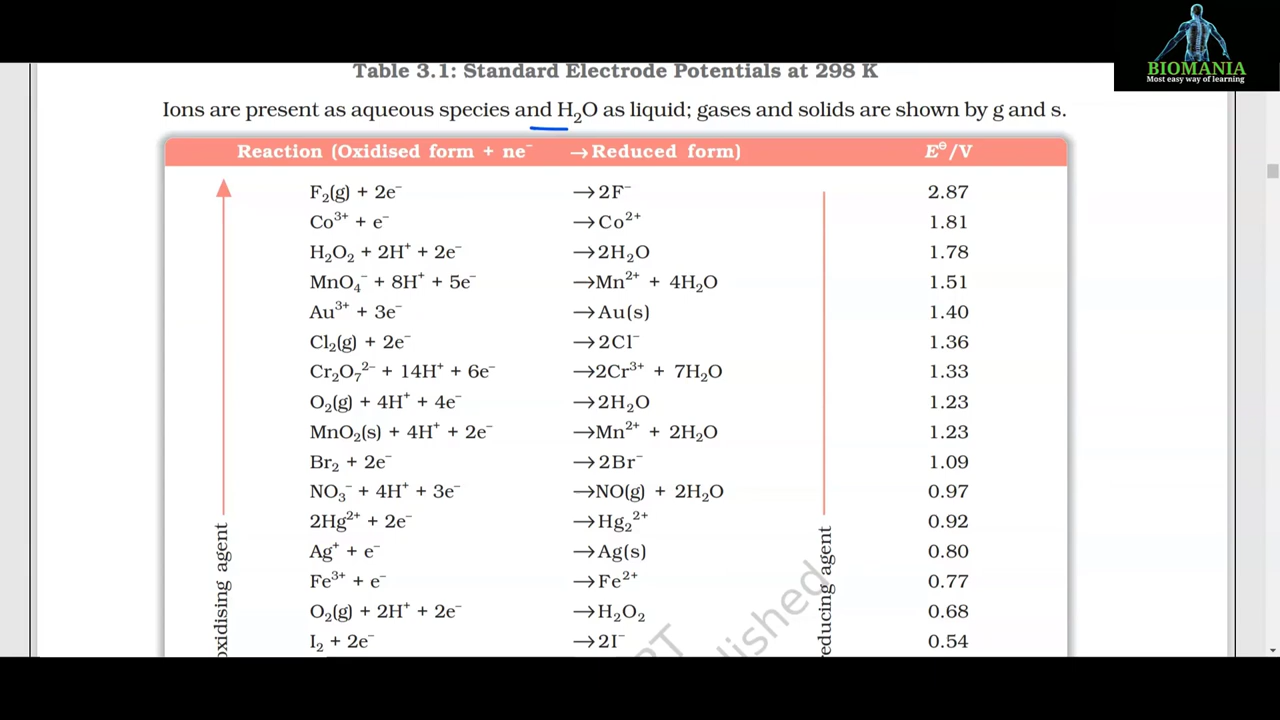 BIOMANIA
Most easy way of learning
Table 3.1: Standard Electrode Potentials at 298 K
Ions are present as aqueous species and H₂O as liquid; gases and solids are shown by g and s.
Reaction (Oxidised form + ne⁻ → Reduced form) E⊖/V
F₂(g) + 2e⁻ → 2F⁻ 2.87
Co³⁺ + e⁻ → Co²⁺ 1.81
H₂O₂ + 2H⁺ + 2e⁻ → 2H₂O 1.78
MnO₄⁻ + 8H⁺ + 5e⁻ → Mn²⁺ + 4H₂O 1.51
Au³⁺ + 3e⁻ → Au(s) 1.40
Cl₂(g) + 2e⁻ → 2Cl⁻ 1.36
Cr₂O₇²⁻ + 14H⁺ + 6e⁻ → 2Cr³⁺ + 7H₂O 1.33
O₂(g) + 4H⁺ + 4e⁻ → 2H₂O 1.23
MnO₂(s) + 4H⁺ + 2e⁻ → Mn²⁺ + 2H₂O 1.23
Br₂ + 2e⁻ → 2Br⁻ 1.09
NO₃⁻ + 4H⁺ + 3e⁻ → NO(g) + 2H₂O 0.97
2Hg²⁺ + 2e⁻ → Hg₂²⁺ 0.92
Ag⁺ + e⁻ → Ag(s) 0.80
Fe³⁺ + e⁻ → Fe²⁺ 0.77
O₂(g) + 2H⁺ + 2e⁻ → H₂O₂ 0.68
I₂ + 2e⁻ → 2I⁻ 0.54
oxidising agent
reducing agent